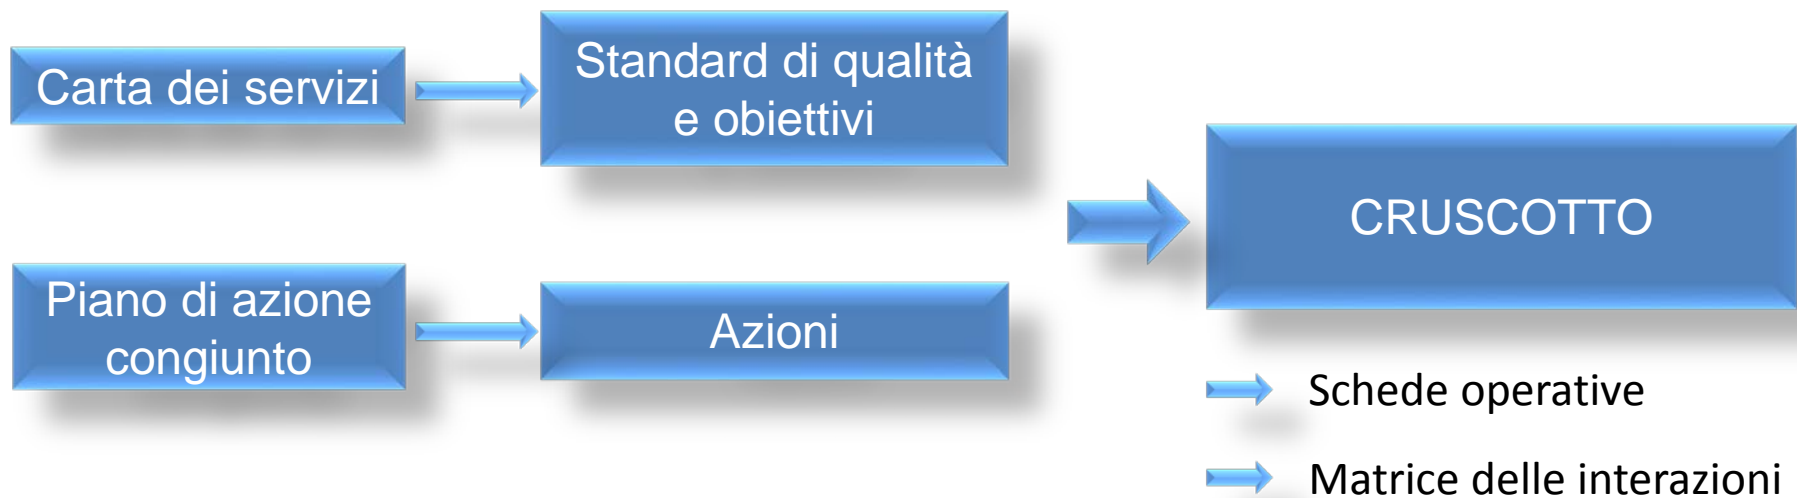 Carta dei servizi
Standard di qualità
e obiettivi
CRUSCOTTO
Piano di azione
congiunto
Azioni
Schede operative
Matrice delle interazioni